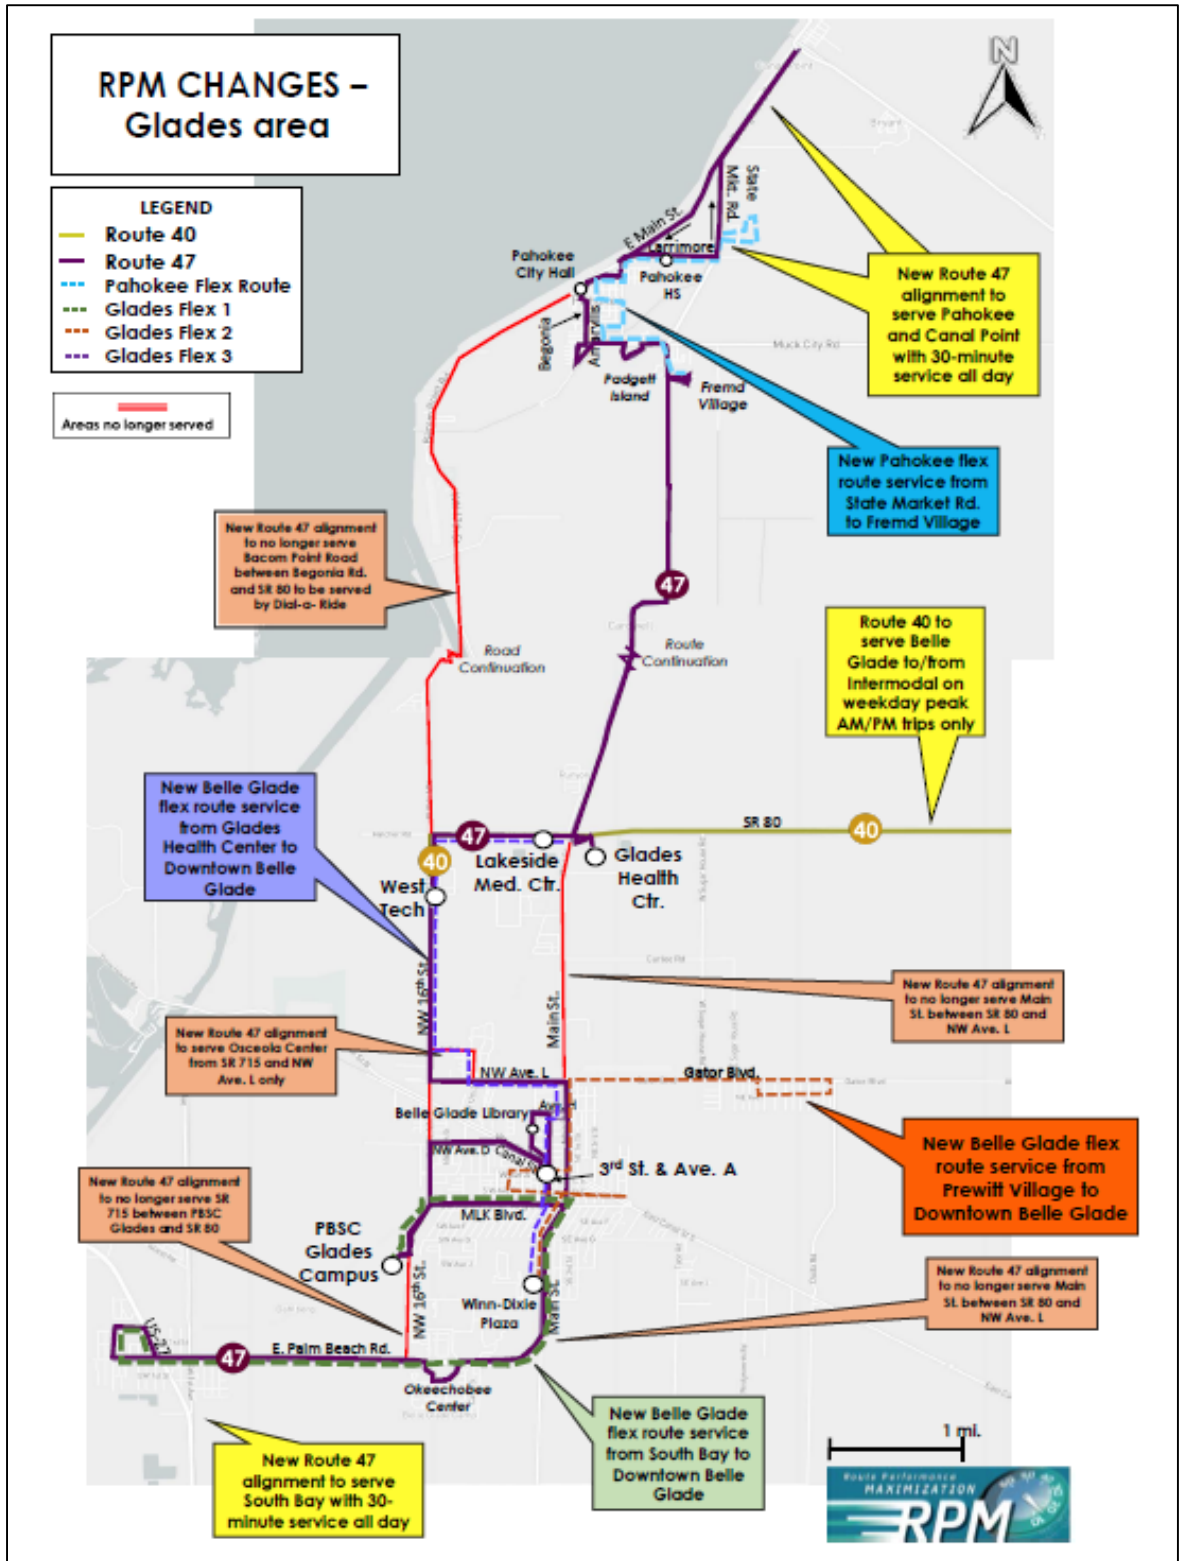 RPM CHANGES –
Glades area
N
LEGEND
Route 40
Route 47
Pahokee Flex Route
Glades Flex 1
Glades Flex 2
Glades Flex 3
Areas no longer served
State
Mkt. Rd.
E Main St.
Larrimore
Pahokee
City Hall
Pahokee
HS
Begonia
Amaryllis
Padgett
Island
Fremd
Village
Muck City Rd
Bryant
New Route 47
alignment to
serve Pahokee
and Canal Point
with 30-minute
service all day
New Pahokee flex
route service from
State Market Rd.
to Fremd Village
New Route 47 alignment
to no longer serve
Bacom Point Road
between Begonia Rd.
and SR 80 to be served
by Dial-a- Ride
47
Road
Continuation
Route
Continuation
Route 40 to
serve Belle
Glade to/from
Intermodal on
weekday peak
AM/PM trips only
New Belle Glade
flex route service
from Glades
Health Center to
Downtown Belle
Glade
47
SR 80
40
40
Lakeside
Med. Ctr.
Glades
Health
Ctr.
West
Tech
NW 16th St.
Main St.
New Route 47 alignment
to no longer serve Main
St. between SR 80 and
NW Ave. L
New Route 47 alignment
to serve Osceola Center
from SR 715 and NW
Ave. L only
NW Ave. L
Gator Blvd.
Gator Blvd
Belle Glade Library
Ave. H
NW Ave. D
Canal St.
3rd St. & Ave. A
New Belle Glade flex
route service from
Prewitt Village to
Downtown Belle Glade
New Route 47 alignment
to no longer serve SR
715 between PBSC
Glades and SR 80
MLK Blvd.
PBSC
Glades
Campus
NW 16th St.
Winn-Dixie
Plaza
Main St.
New Route 47 alignment
to no longer serve Main
St. between SR 80 and
NW Ave. L
US-27
47
E. Palm Beach Rd.
Okeechobee
Center
New Belle Glade
flex route service
from South Bay to
Downtown Belle
Glade
New Route 47
alignment to serve
South Bay with 30-
minute service all day
1 mi.
Route Performance
MAXIMIZATION
RPM